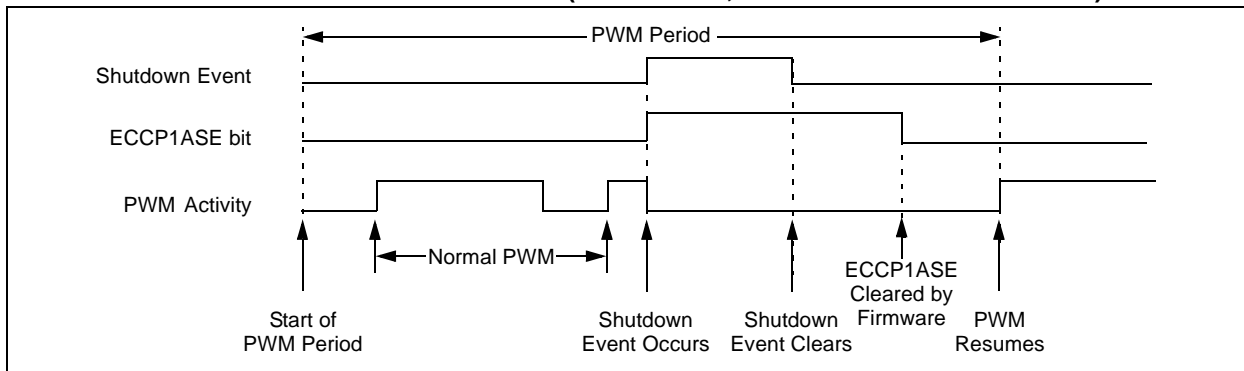 PWM Period
Shutdown Event
ECCP1ASE bit
PWM Activity
Normal PWM
Start of
PWM Period
Shutdown
Event Occurs
Shutdown
Event Clears
ECCP1ASE
Cleared by
Firmware
PWM
Resumes